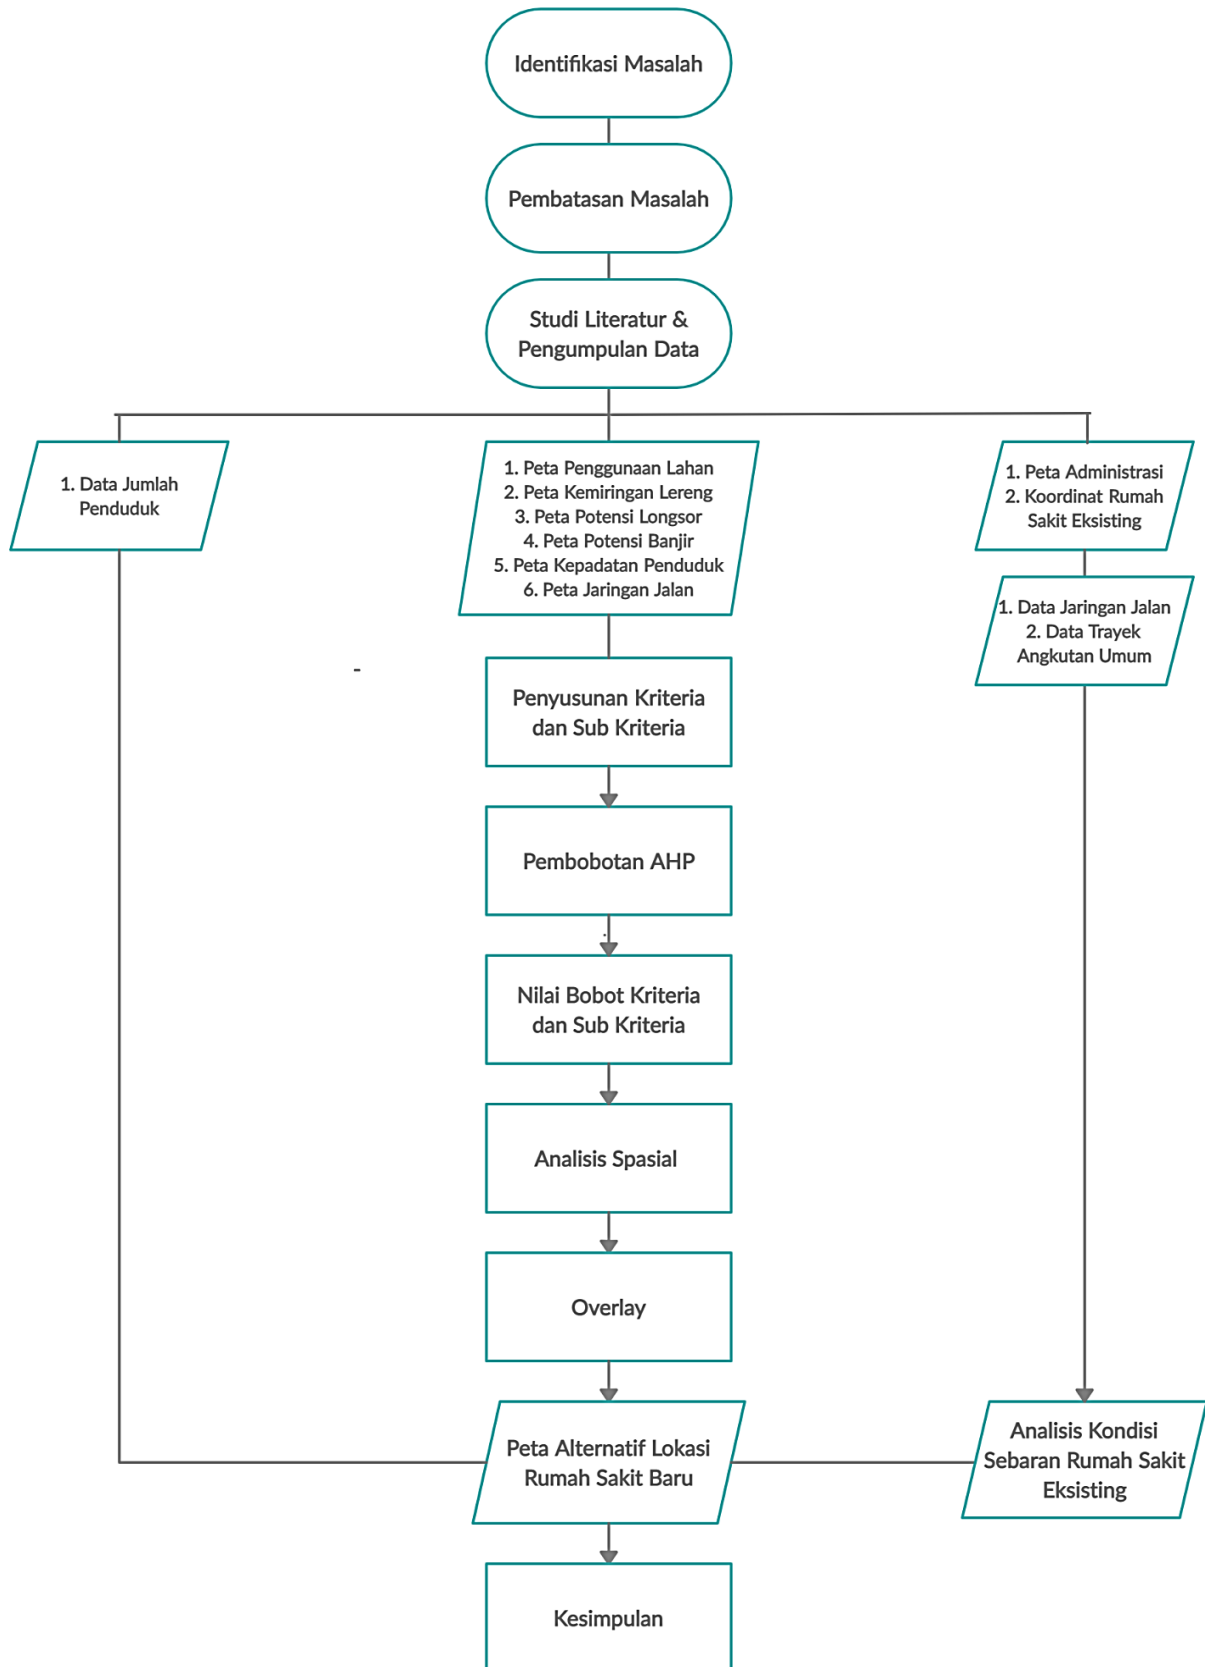 Identifikasi Masalah
Pembatasan Masalah
Studi Literatur &
Pengumpulan Data
1. Data Jumlah
Penduduk
1. Peta Penggunaan Lahan
2. Peta Kemiringan Lereng
3. Peta Potensi Longsor
4. Peta Potensi Banjir
5. Peta Kepadatan Penduduk
6. Peta Jaringan Jalan
1. Peta Administrasi
2. Koordinat Rumah
Sakit Eksisting
1. Data Jaringan Jalan
2. Data Trayek
Angkutan Umum
-
Penyusunan Kriteria
dan Sub Kriteria
Pembobotan AHP
Nilai Bobot Kriteria
dan Sub Kriteria
Analisis Spasial
Overlay
Peta Alternatif Lokasi
Rumah Sakit Baru
Analisis Kondisi
Sebaran Rumah Sakit
Eksisting
Kesimpulan